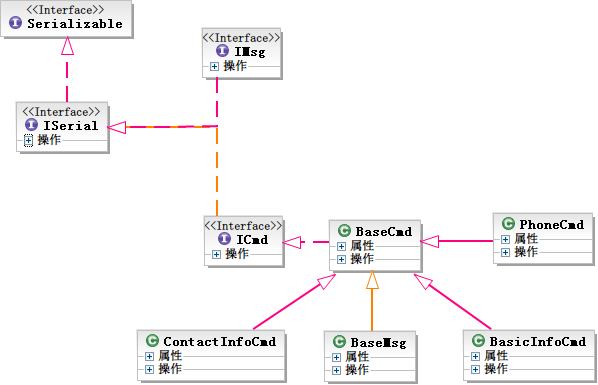 <<Interface>>
Serializable
<<Interface>>
IMsg
操作
<<Interface>>
ISerial
操作
<<Interface>>
ICmd
操作
BaseCmd
属性
操作
PhoneCmd
属性
操作
ContactInfoCmd
属性
操作
BaseMsg
属性
操作
BasicInfoCmd
属性
操作